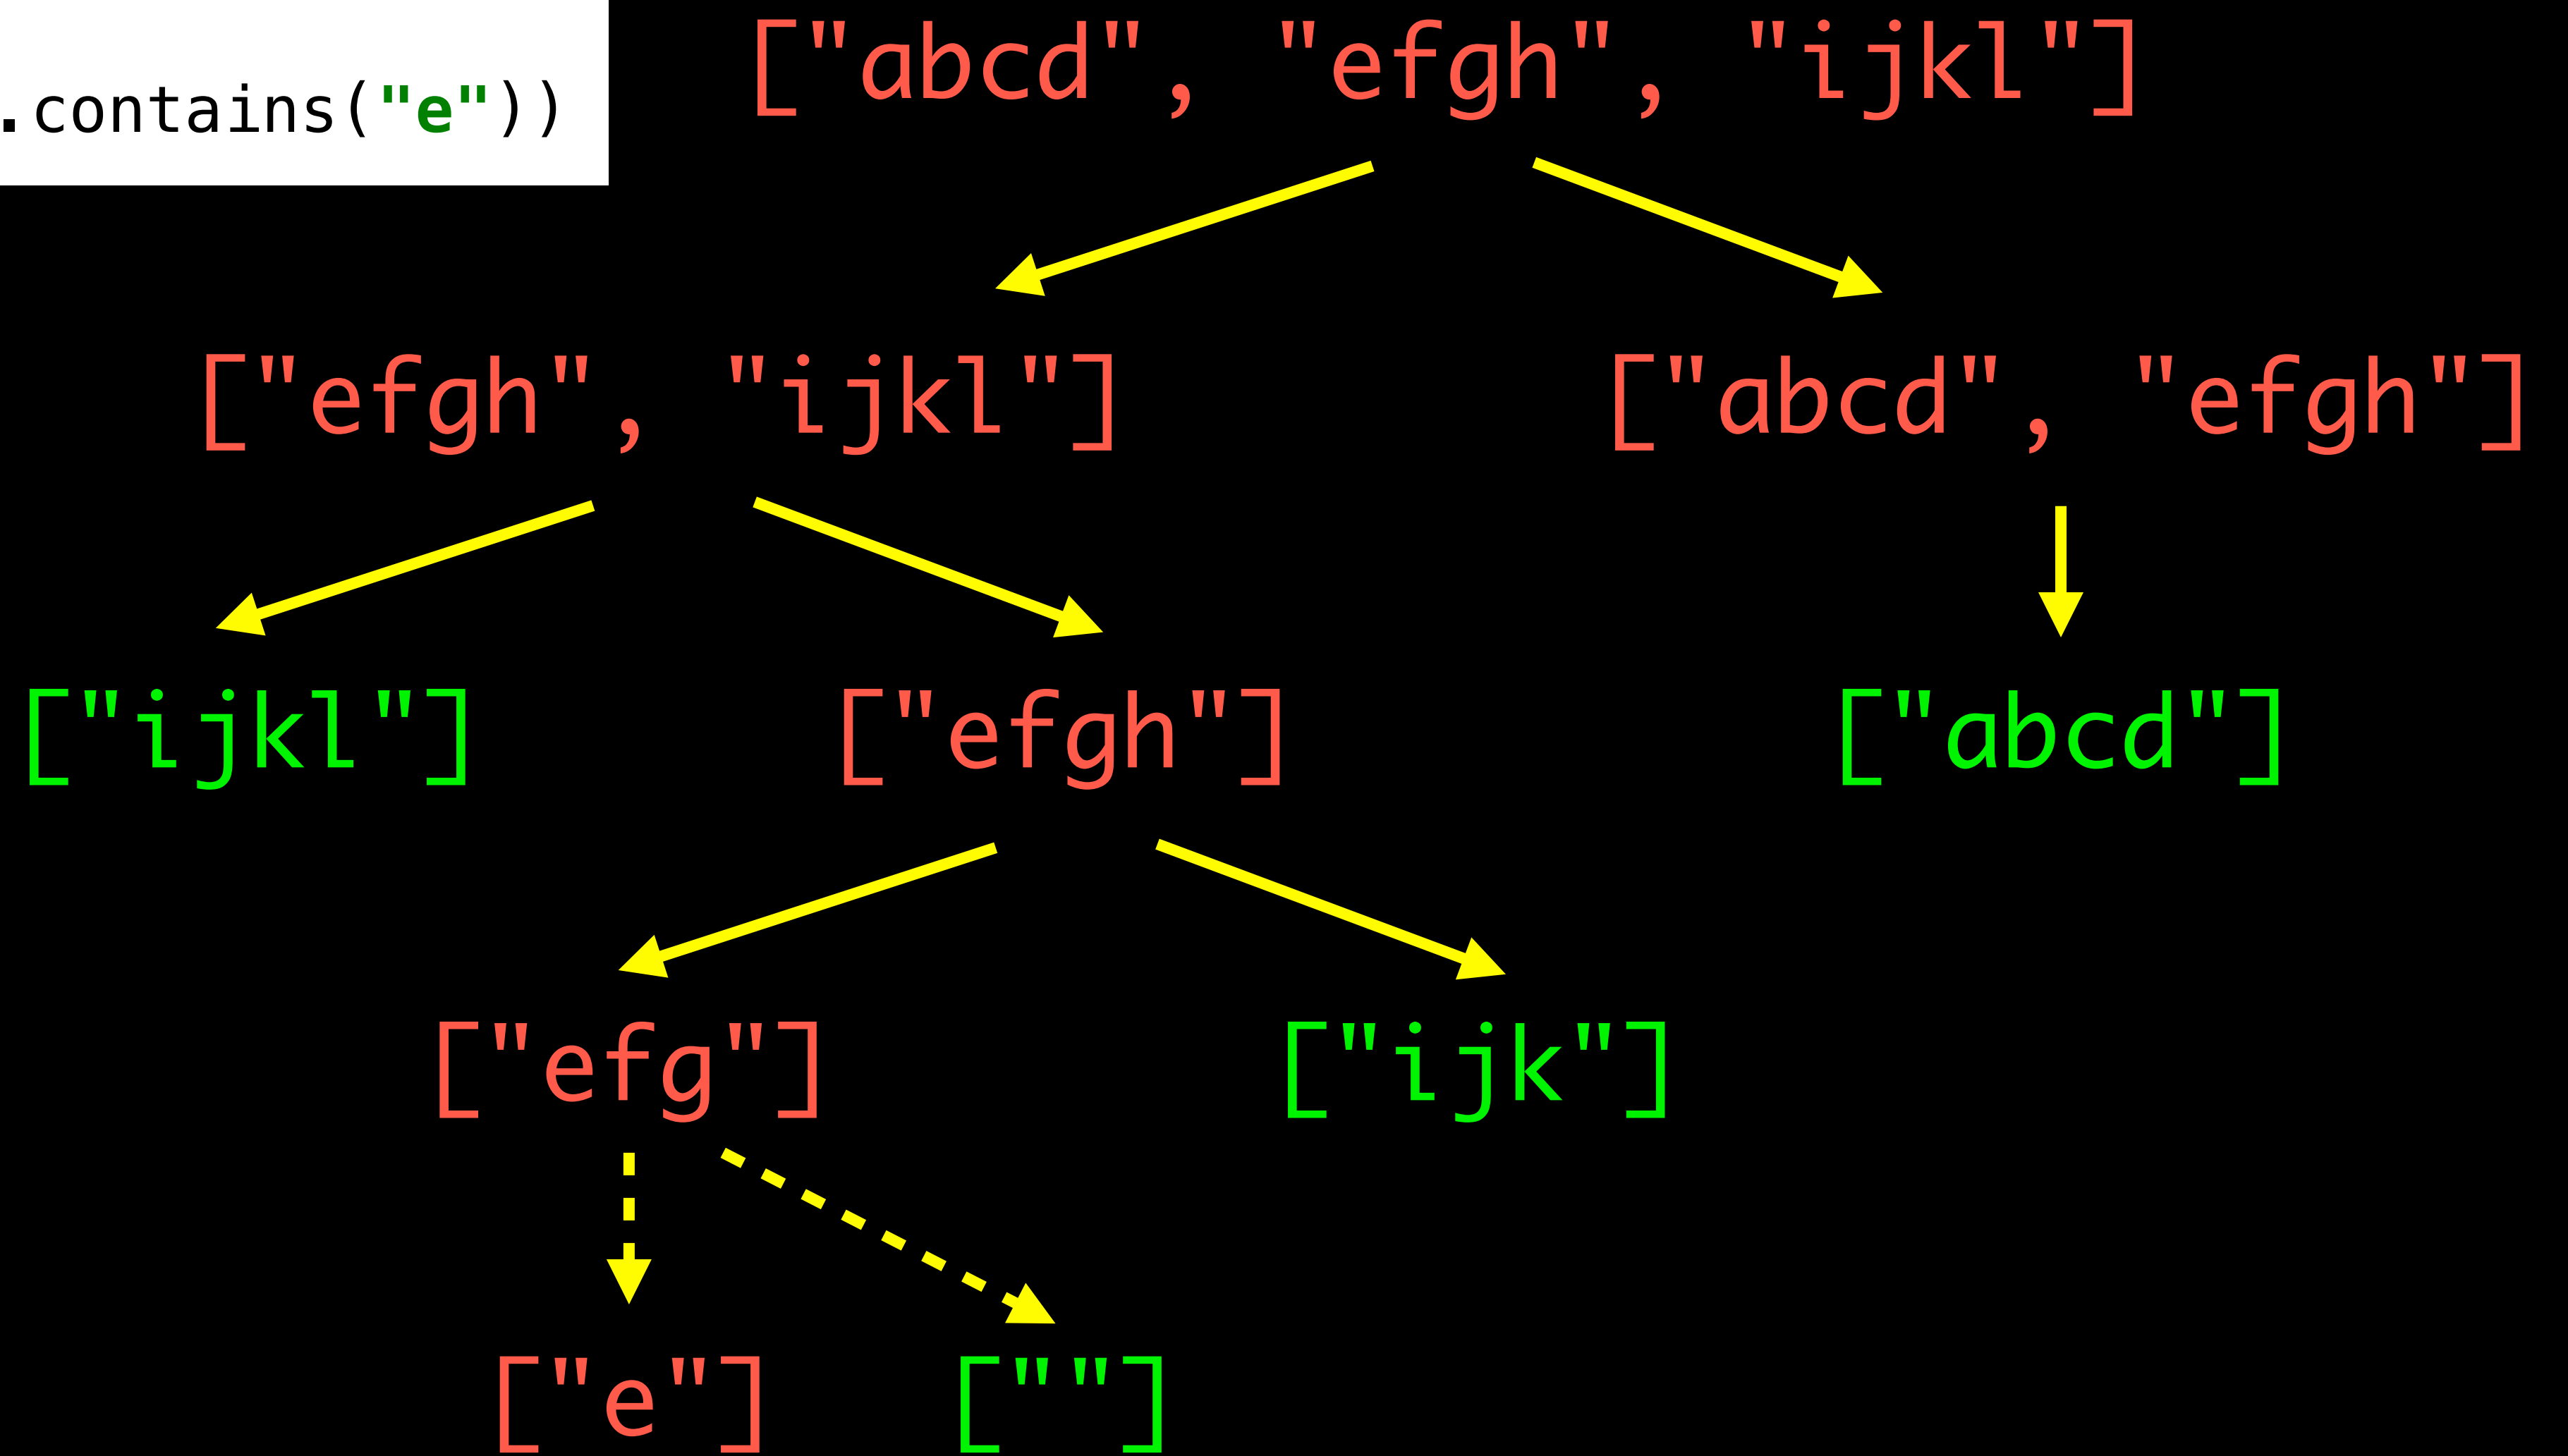 .contains("e"))
["abcd", "efgh", "ijkl"]
["efgh", "ijkl"]
["abcd", "efgh"]
["ijkl"]
["efgh"]
["abcd"]
["efg"]
["ijk"]
["e"]
[""]